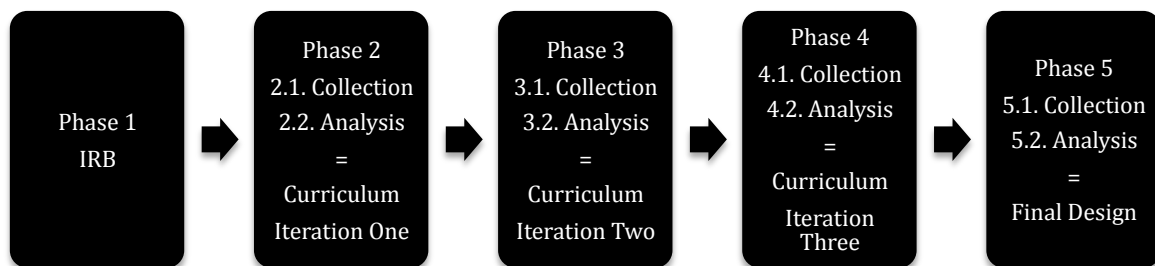 Phase 1
IRB
Phase 2
2.1. Collection
2.2. Analysis
=
Curriculum
Iteration One
Phase 3
3.1. Collection
3.2. Analysis
=
Curriculum
Iteration Two
Phase 4
4.1. Collection
4.2. Analysis
=
Curriculum
Iteration
Three
Phase 5
5.1. Collection
5.2. Analysis
=
Final Design